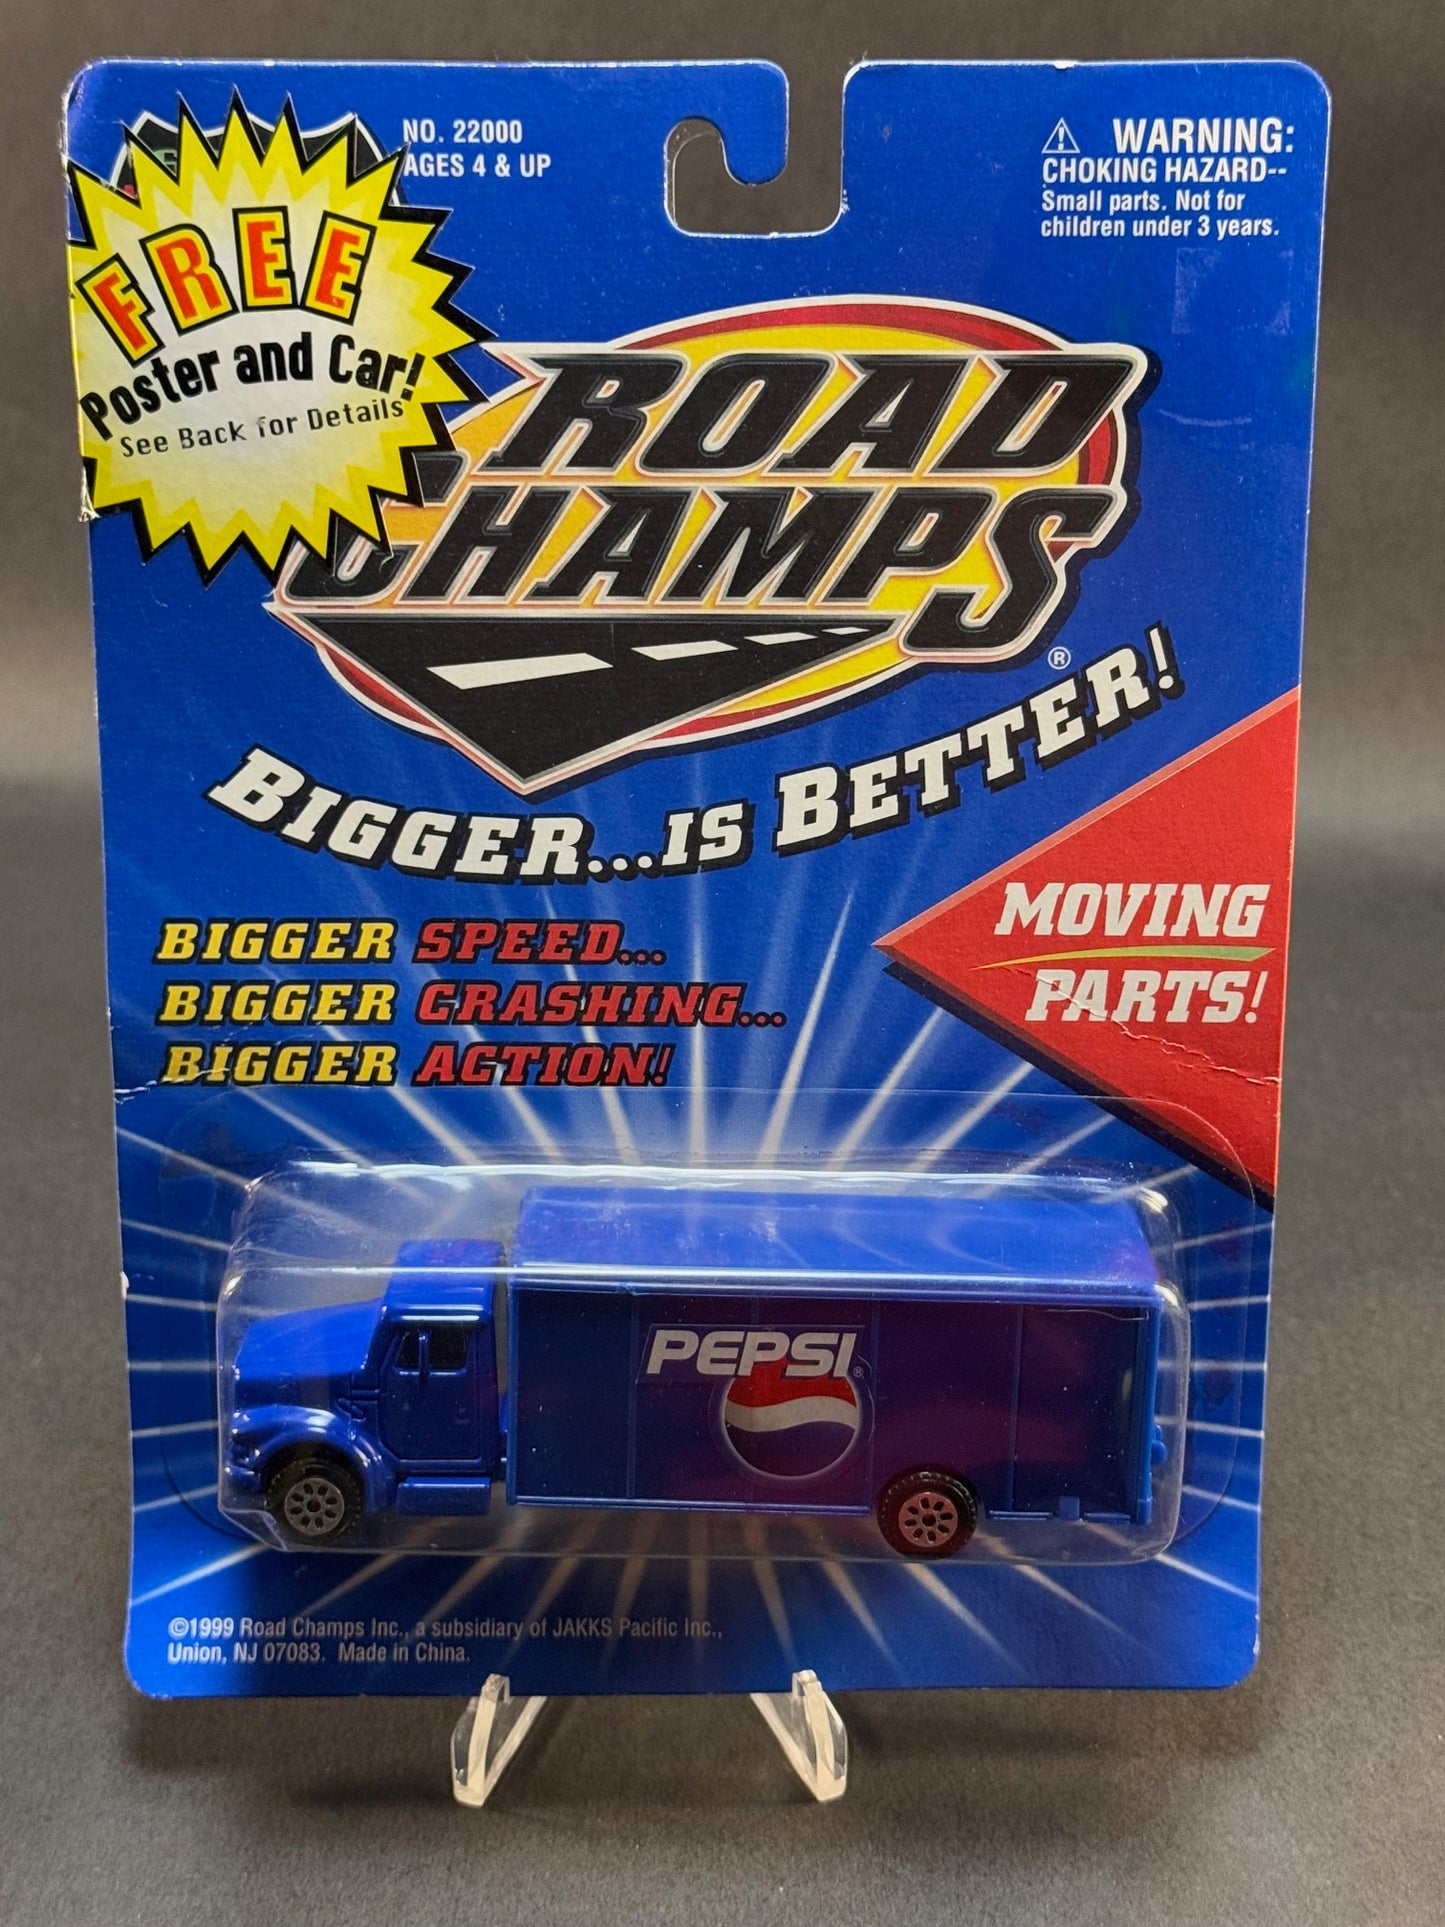 NO. 22000
AGES 4 & UP
WARNING:
CHOKING HAZARD--
Small parts. Not for
children under 3 years.
FREE
Poster and Car!
See Back for Details
ROAD
CHAMPS
®
BIGGER...IS BETTER!
MOVING
PARTS!
BIGGER SPEED...
BIGGER CRASHING...
BIGGER ACTION!
PEPSI®
©1999 Road Champs Inc., a subsidiary of JAKKS Pacific Inc.,
Union, NJ 07083. Made in China.